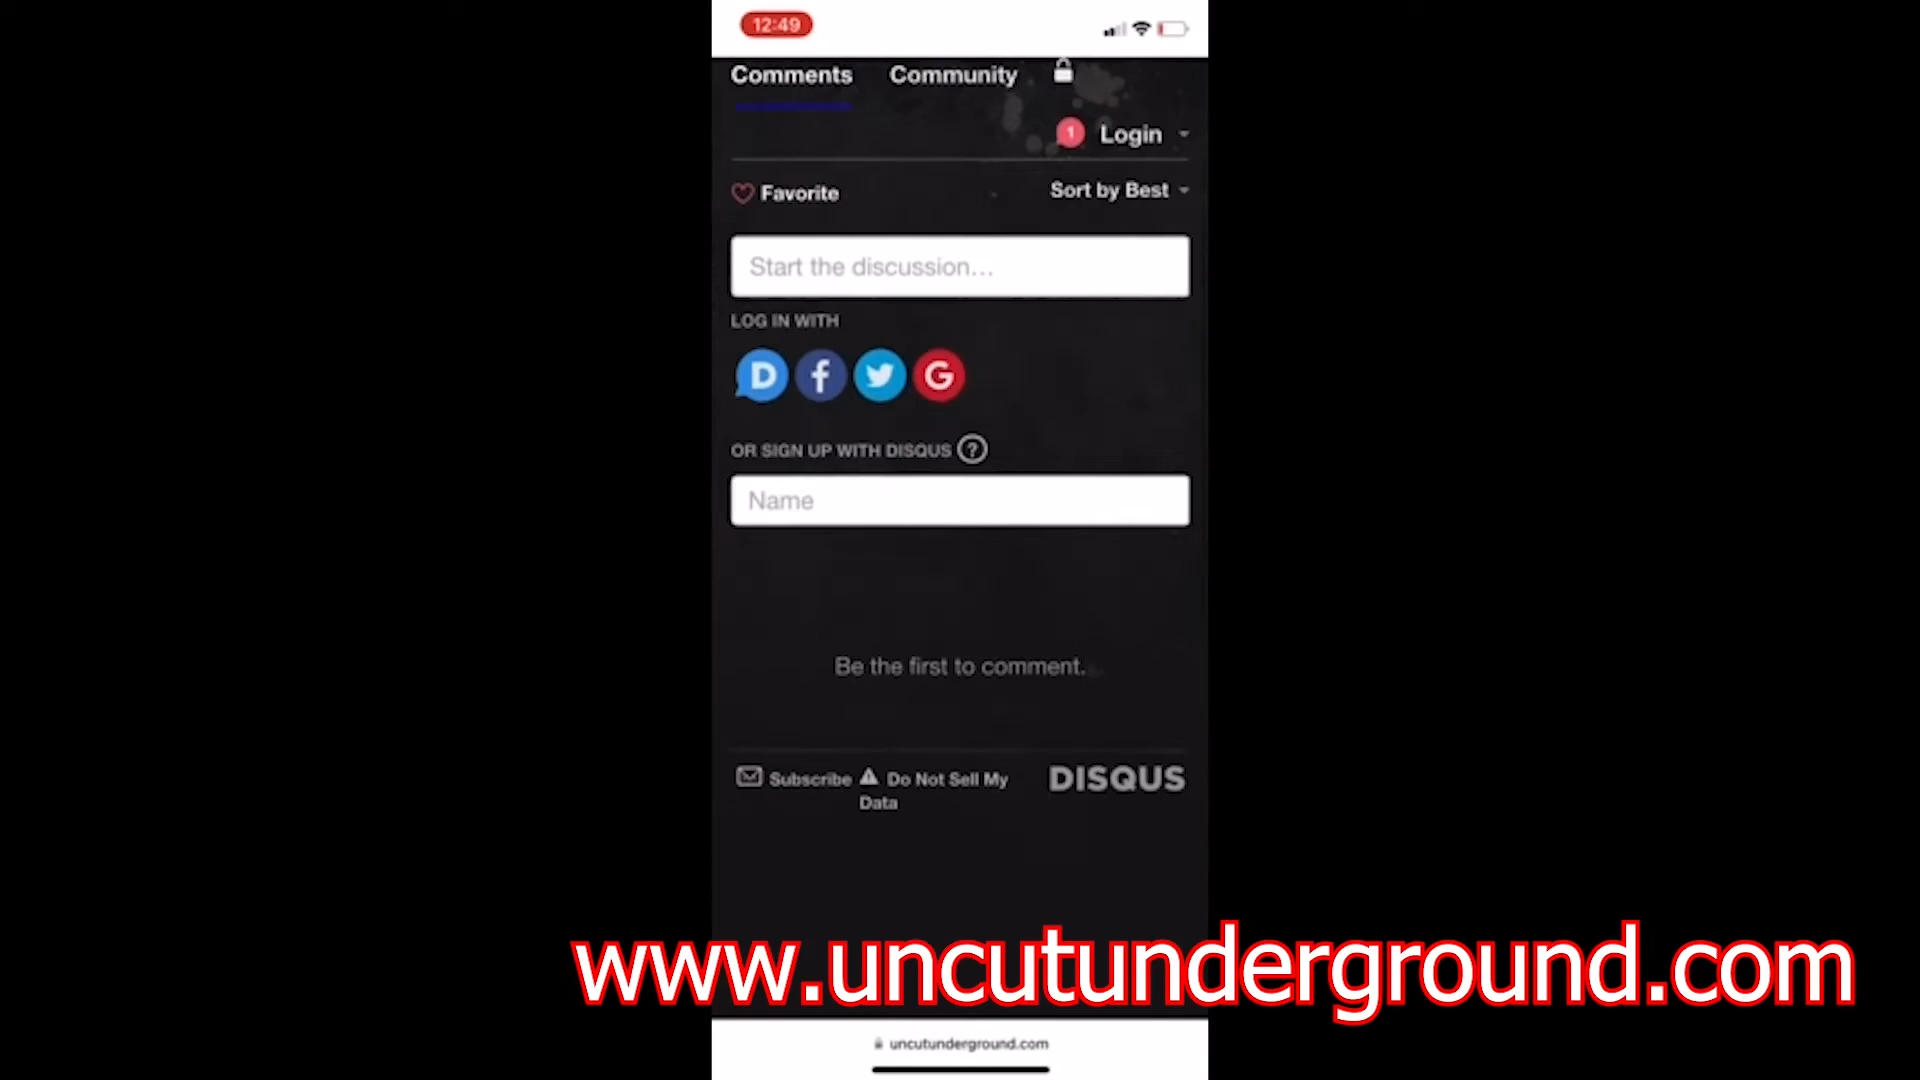 12:49
Comments Community
1 Login
Favorite Sort by Best
Start the discussion...
LOG IN WITH
D f G
OR SIGN UP WITH DISQUS ?
Name
Be the first to comment.
Subscribe Do Not Sell My Data DISQUS
www.uncutunderground.com
uncutunderground.com